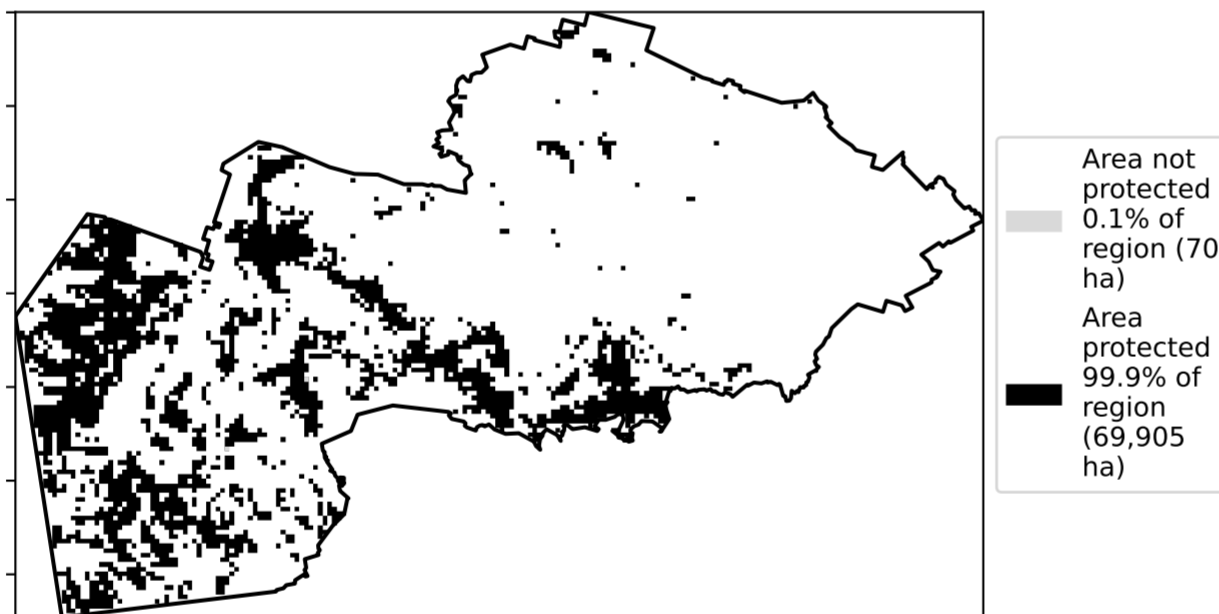 Area not
protected
0.1% of
region (70
ha)
Area
protected
99.9% of
region
(69,905
ha)